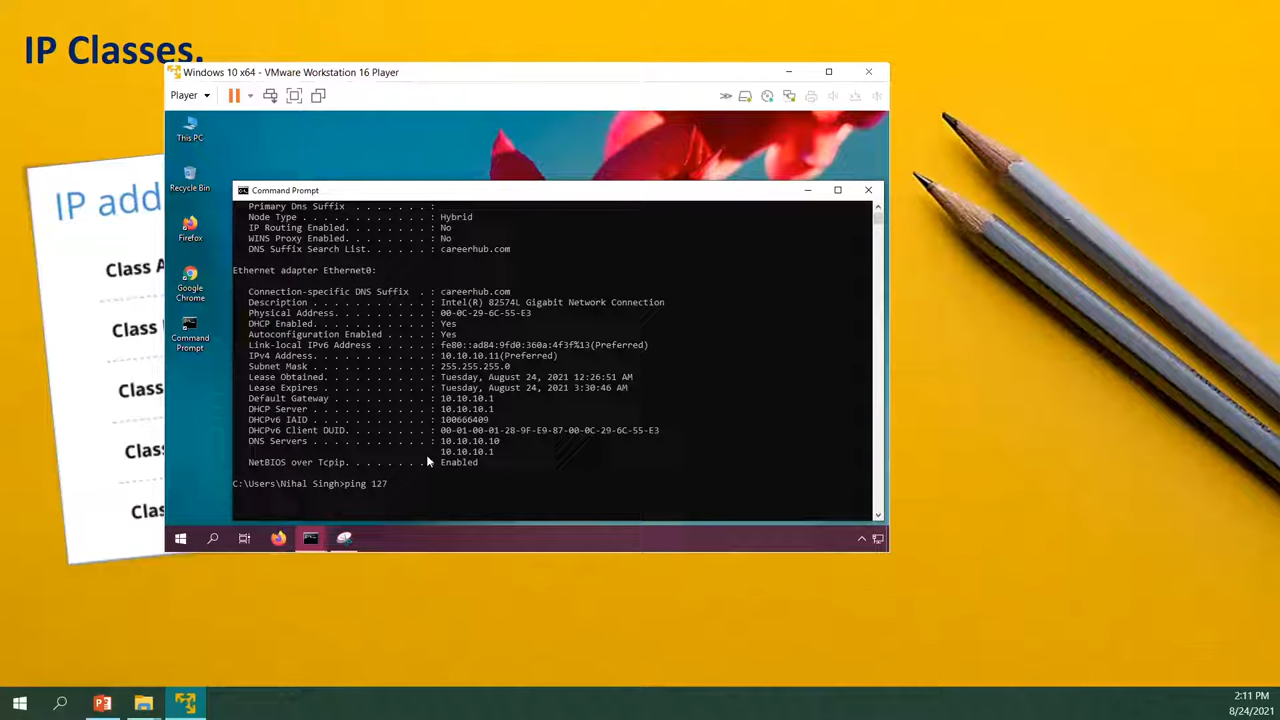 IP Classes.
Windows 10 x64 - VMware Workstation 16 Player
Player
This PC
Recycle Bin
Firefox
Google
Chrome
Command
Prompt
IP add
Class A
Class
Class
Clas
Cla
Command Prompt
Primary Dns Suffix . . . . . . . :
Node Type . . . . . . . . . . . . : Hybrid
IP Routing Enabled. . . . . . . . : No
WINS Proxy Enabled. . . . . . . . : No
DNS Suffix Search List. . . . . . : careerhub.com
Ethernet adapter Ethernet0:
Connection-specific DNS Suffix . : careerhub.com
Description . . . . . . . . . . . : Intel(R) 82574L Gigabit Network Connection
Physical Address. . . . . . . . . : 00-0C-29-6C-55-E3
DHCP Enabled. . . . . . . . . . . : Yes
Autoconfiguration Enabled . . . . : Yes
Link-local IPv6 Address . . . . . : fe80::ad84:9fd0:360a:4f3f%13(Preferred)
IPv4 Address. . . . . . . . . . . : 10.10.10.11(Preferred)
Subnet Mask . . . . . . . . . . . : 255.255.255.0
Lease Obtained. . . . . . . . . . : Tuesday, August 24, 2021 12:26:51 AM
Lease Expires . . . . . . . . . . : Tuesday, August 24, 2021 3:30:46 AM
Default Gateway . . . . . . . . . : 10.10.10.1
DHCP Server . . . . . . . . . . . : 10.10.10.1
DHCPv6 IAID . . . . . . . . . . . : 100666409
DHCPv6 Client DUID. . . . . . . . : 00-01-00-01-28-9F-E9-87-00-0C-29-6C-55-E3
DNS Servers . . . . . . . . . . . : 10.10.10.10
10.10.10.1
NetBIOS over Tcpip. . . . . . . . : Enabled
C:\Users\Nihal Singh>ping 127
2:11 PM
8/24/2021